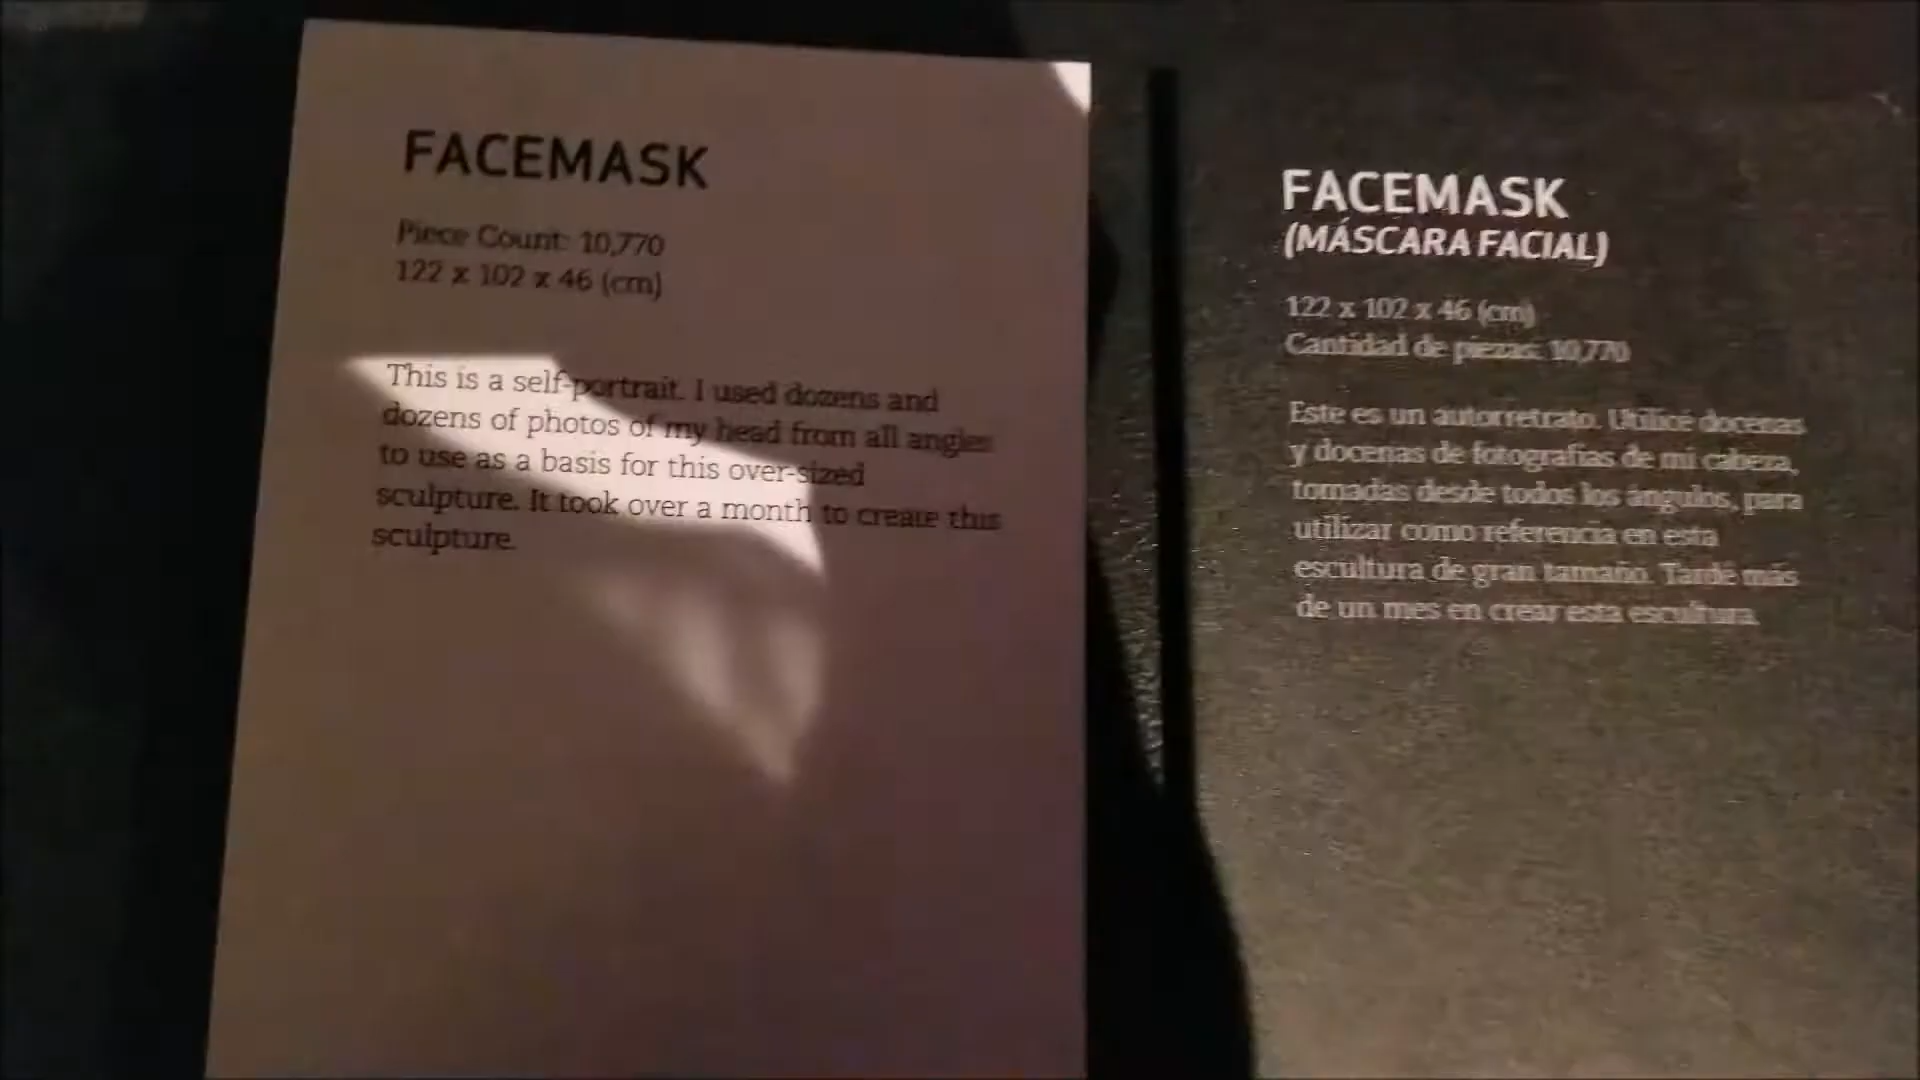 FACEMASK
Piece Count: 10,770
122 x 102 x 46 (cm)
This is a self-portrait. I used dozens and
dozens of photos of my head from all angles
to use as a basis for this over-sized
sculpture. It took over a month to create this
sculpture.
FACEMASK
(MÁSCARA FACIAL)
122 x 102 x 46 (cm)
Cantidad de piezas: 10,770
Este es un autorretrato. Utilicé docenas
y docenas de fotografías de mi cabeza,
tomadas desde todos los ángulos, para
utilizar como referencia en esta
escultura de gran tamaño. Tardé más
de un mes en crear esta escultura.